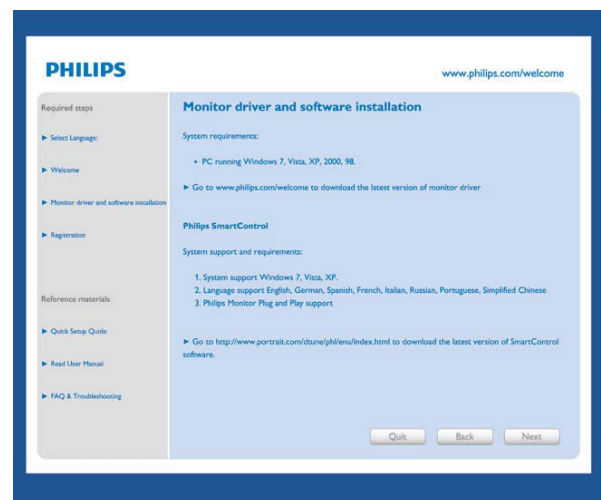 PHILIPS
www.philips.com/welcome
Required steps
► Select Language:
► Welcome
► Monitor driver and software installation
► Registration
Reference materials
► Quick Setup Guide
► Read User Manual
► FAQ & Troubleshooting
Monitor driver and software installation
System requirements:
• PC running Windows 7, Vista, XP, 2000, 98.
► Go to www.philips.com/welcome to download the latest version of monitor driver
Philips SmartControl
System support and requirements:
1. System support Windows 7, Vista, XP.
2. Language support English, German, Spanish, French, Italian, Russian, Portuguese, Simplified Chinese
3. Philips Monitor Plug and Play support
► Go to http://www.portrait.com/dtune/phl/enu/index.html to download the latest version of SmartControl
software.
Quit
Back
Next